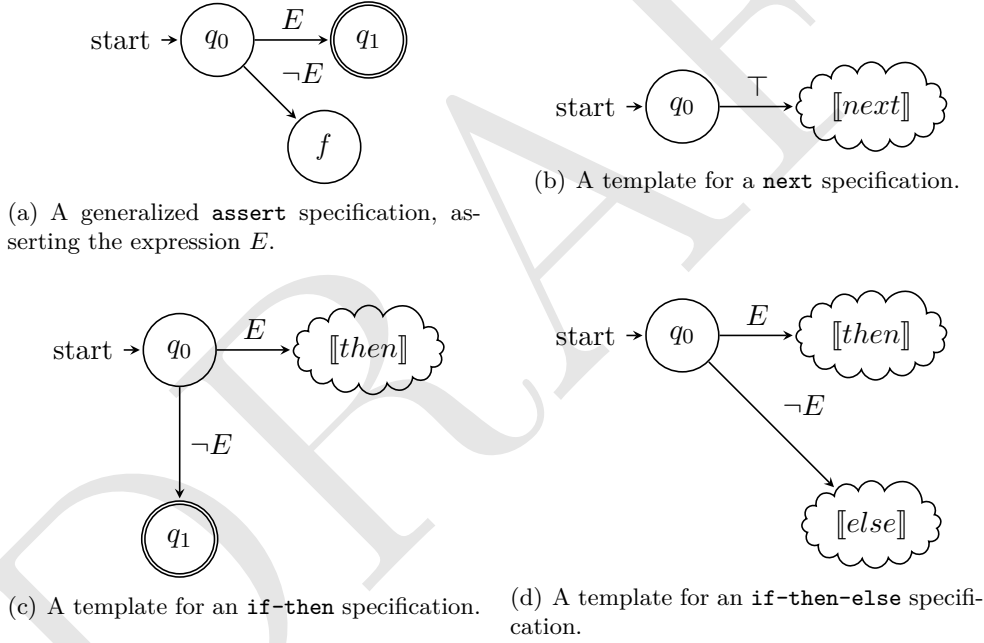 start q₀ E q₁
¬E
f
(a) A generalized assert specification, as-
serting the expression E.
start q₀ ⊤ ⟦next⟧
(b) A template for a next specification.
start q₀ E ⟦then⟧
¬E
q₁
(c) A template for an if-then specification.
start q₀ E ⟦then⟧
¬E
⟦else⟧
(d) A template for an if-then-else specifi-
cation.
DRAF